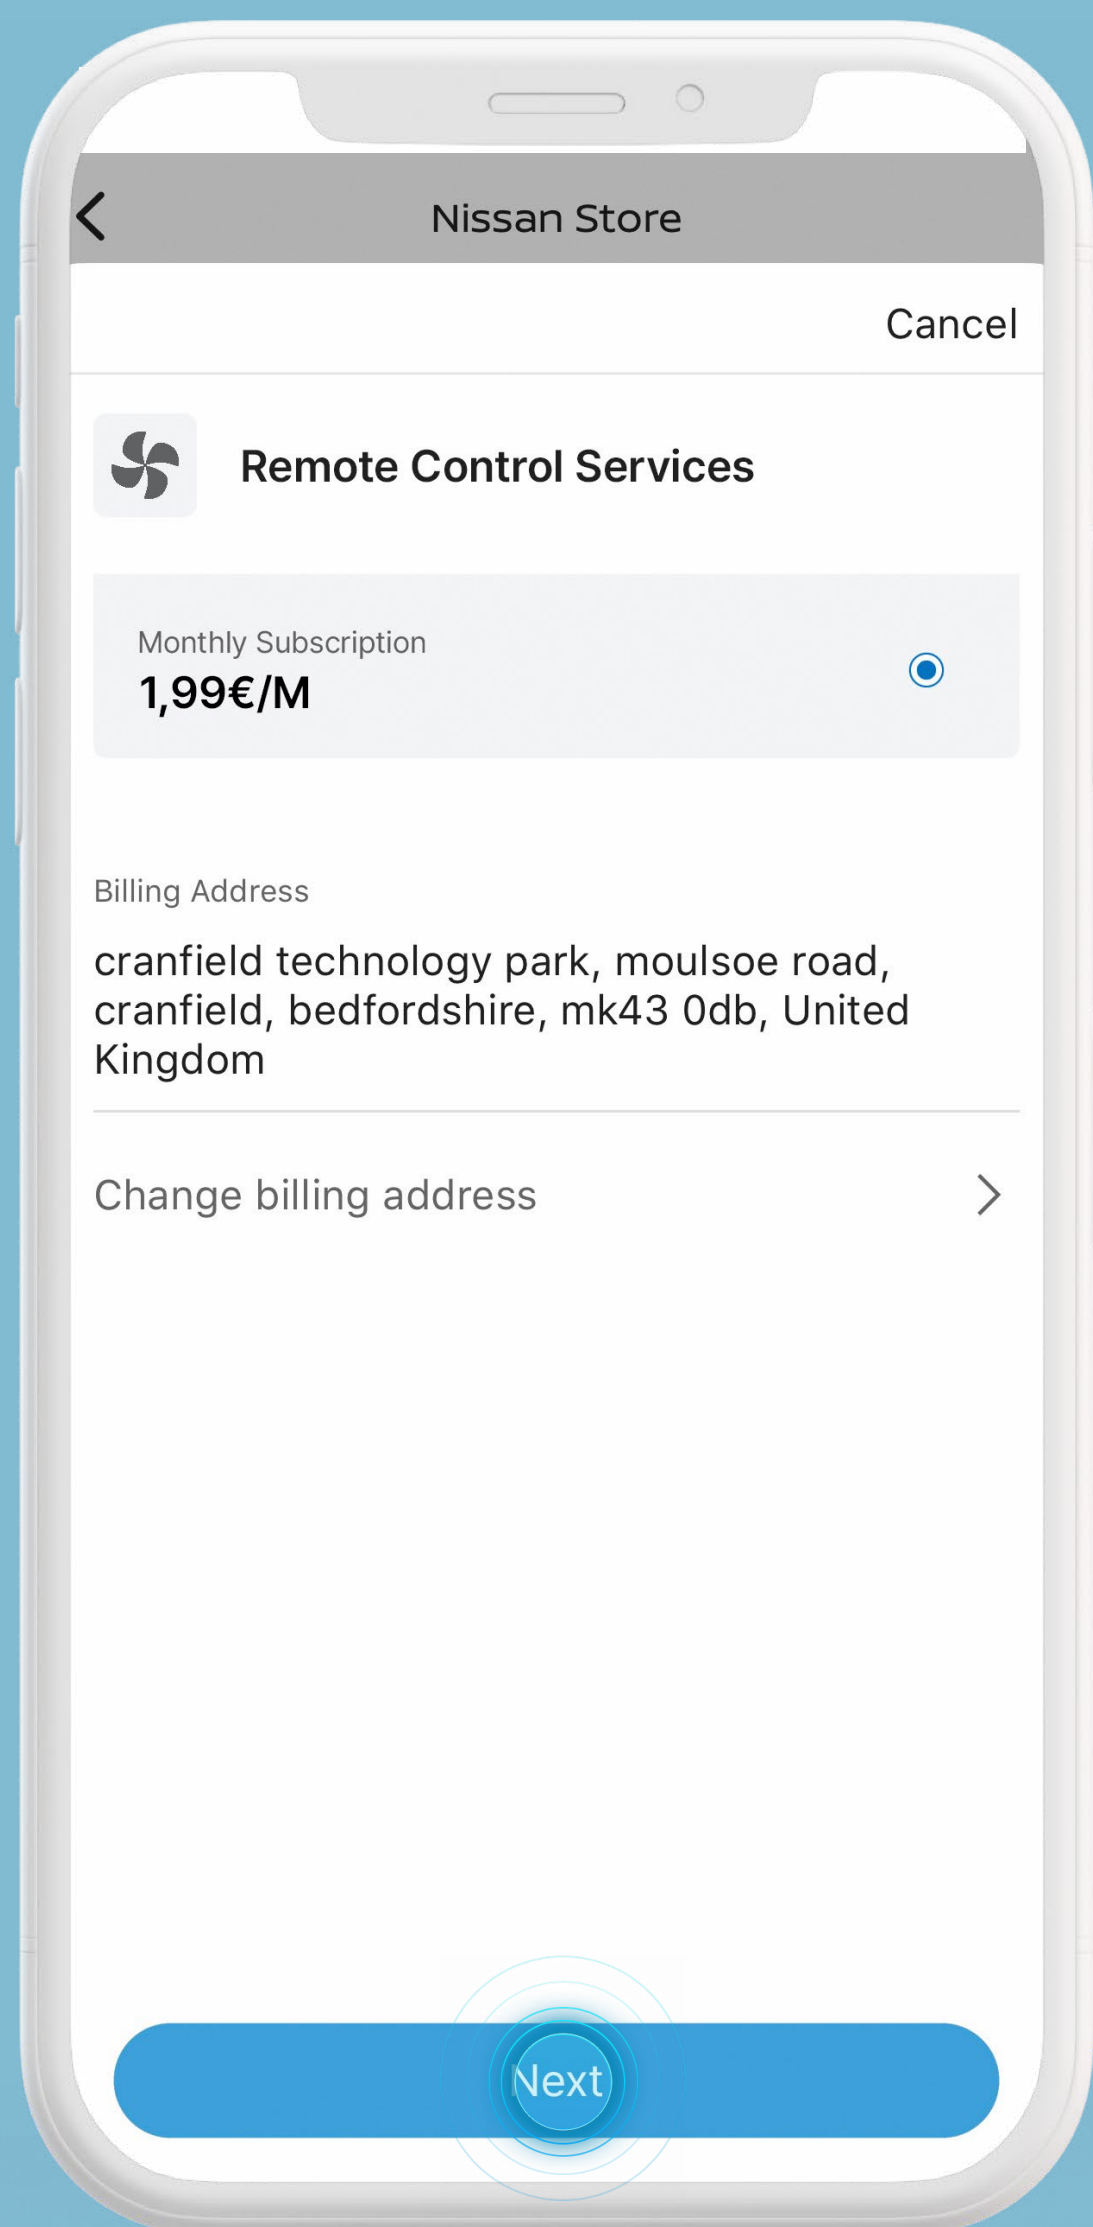 Nissan Store
Cancel
Remote Control Services
Monthly Subscription
1,99€/M
Billing Address
cranfield technology park, moulsoe road,
cranfield, bedfordshire, mk43 0db, United
Kingdom
Change billing address
Next